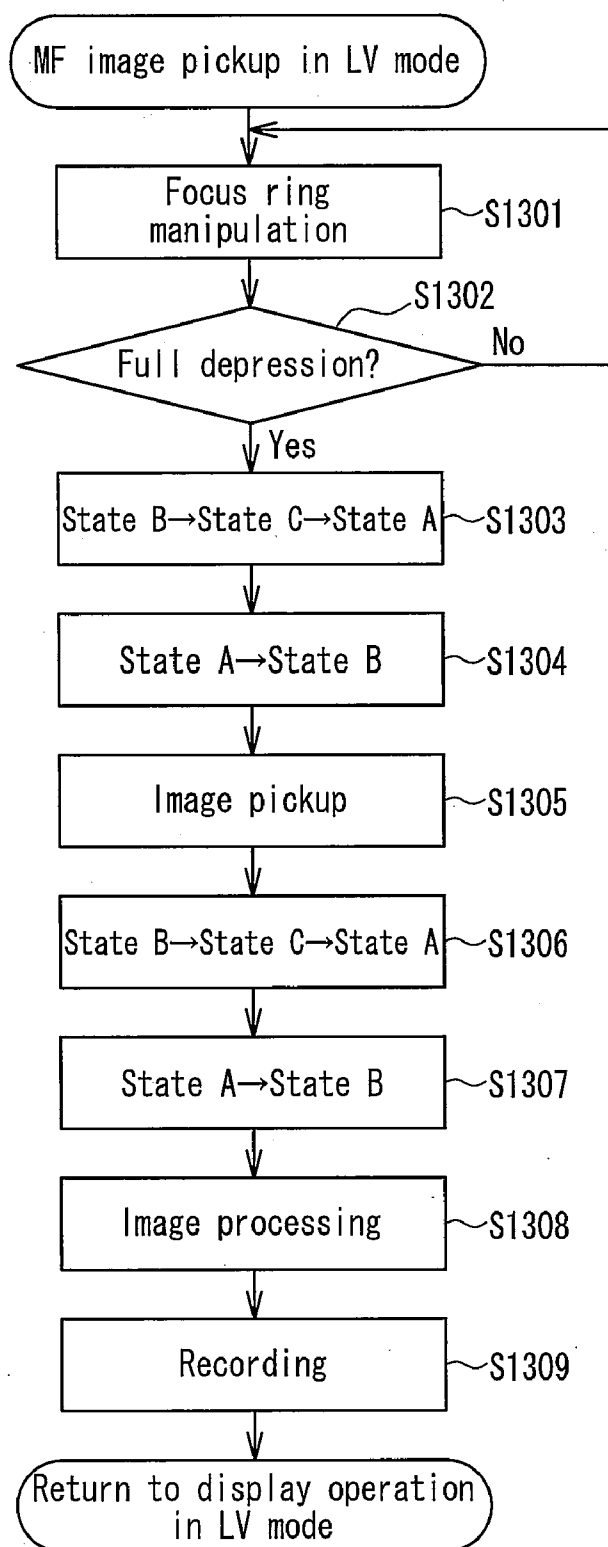 MF image pickup in LV mode
Focus ring
manipulation
S1301
S1302
Full depression?
No
Yes
State B→State C→State A
S1303
State A→State B
S1304
Image pickup
S1305
State B→State C→State A
S1306
State A→State B
S1307
Image processing
S1308
Recording
S1309
Return to display operation
in LV mode